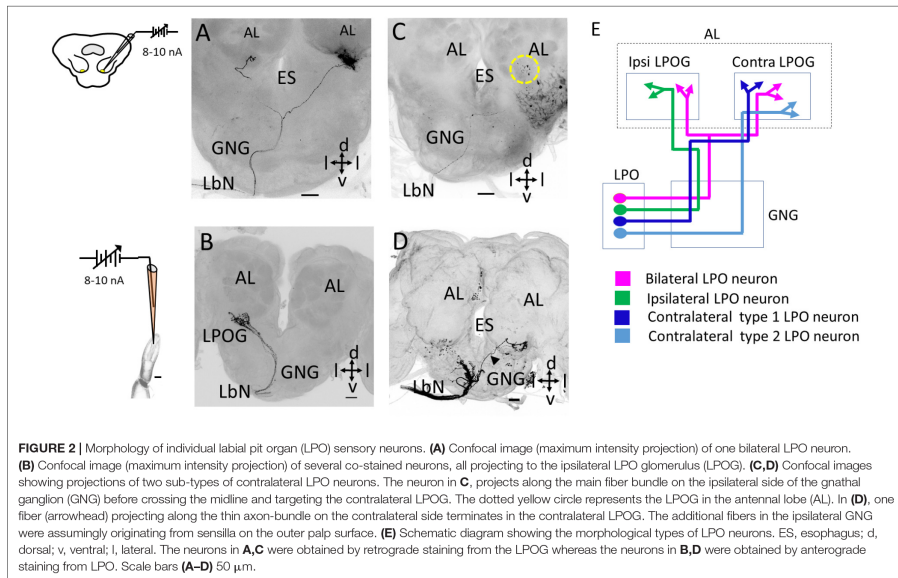 8-10 nA
A
AL
AL
ES
GNG
LbN
d
l l
v
C
AL
AL
ES
GNG
LbN
d
l l
v
E
AL
Ipsi LPOG
Contra LPOG
LPO
GNG
Bilateral LPO neuron
Ipsilateral LPO neuron
Contralateral type 1 LPO neuron
Contralateral type 2 LPO neuron
8-10 nA
B
AL
AL
LPOG
GNG
LbN
d
l l
v
D
AL
AL
ES
LbN
GNG
d
l l
v
FIGURE 2 | Morphology of individual labial pit organ (LPO) sensory neurons. (A) Confocal image (maximum intensity projection) of one bilateral LPO neuron.
(B) Confocal image (maximum intensity projection) of several co-stained neurons, all projecting to the ipsilateral LPO glomerulus (LPOG). (C,D) Confocal images
showing projections of two sub-types of contralateral LPO neurons. The neuron in C, projects along the main fiber bundle on the ipsilateral side of the gnathal
ganglion (GNG) before crossing the midline and targeting the contralateral LPOG. The dotted yellow circle represents the LPOG in the antennal lobe (AL). In (D), one
fiber (arrowhead) projecting along the thin axon-bundle on the contralateral side terminates in the contralateral LPOG. The additional fibers in the ipsilateral GNG
were assumingly originating from sensilla on the outer palp surface. (E) Schematic diagram showing the morphological types of LPO neurons. ES, esophagus; d,
dorsal; v, ventral; l, lateral. The neurons in A,C were obtained by retrograde staining from the LPOG whereas the neurons in B,D were obtained by anterograde
staining from LPO. Scale bars (A–D) 50 μm.